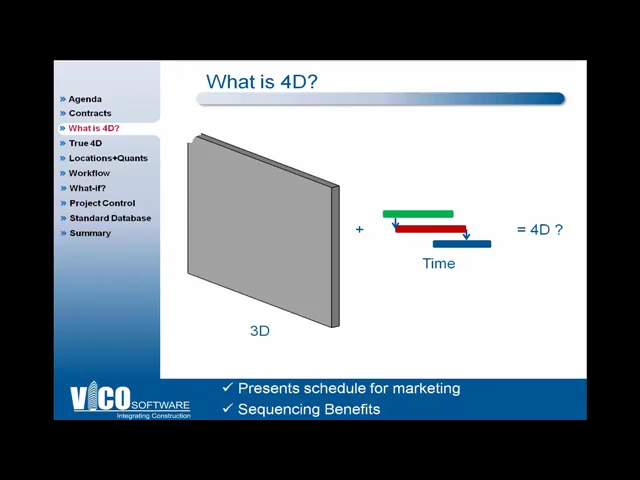 What is 4D?
» Agenda
» Contracts
» What is 4D?
» True 4D
» Locations+Quants
» Workflow
» What-if?
» Project Control
» Standard Database
» Summary
+
= 4D ?
Time
3D
VICO SOFTWARE
Integrating Construction
✓ Presents schedule for marketing
✓ Sequencing Benefits